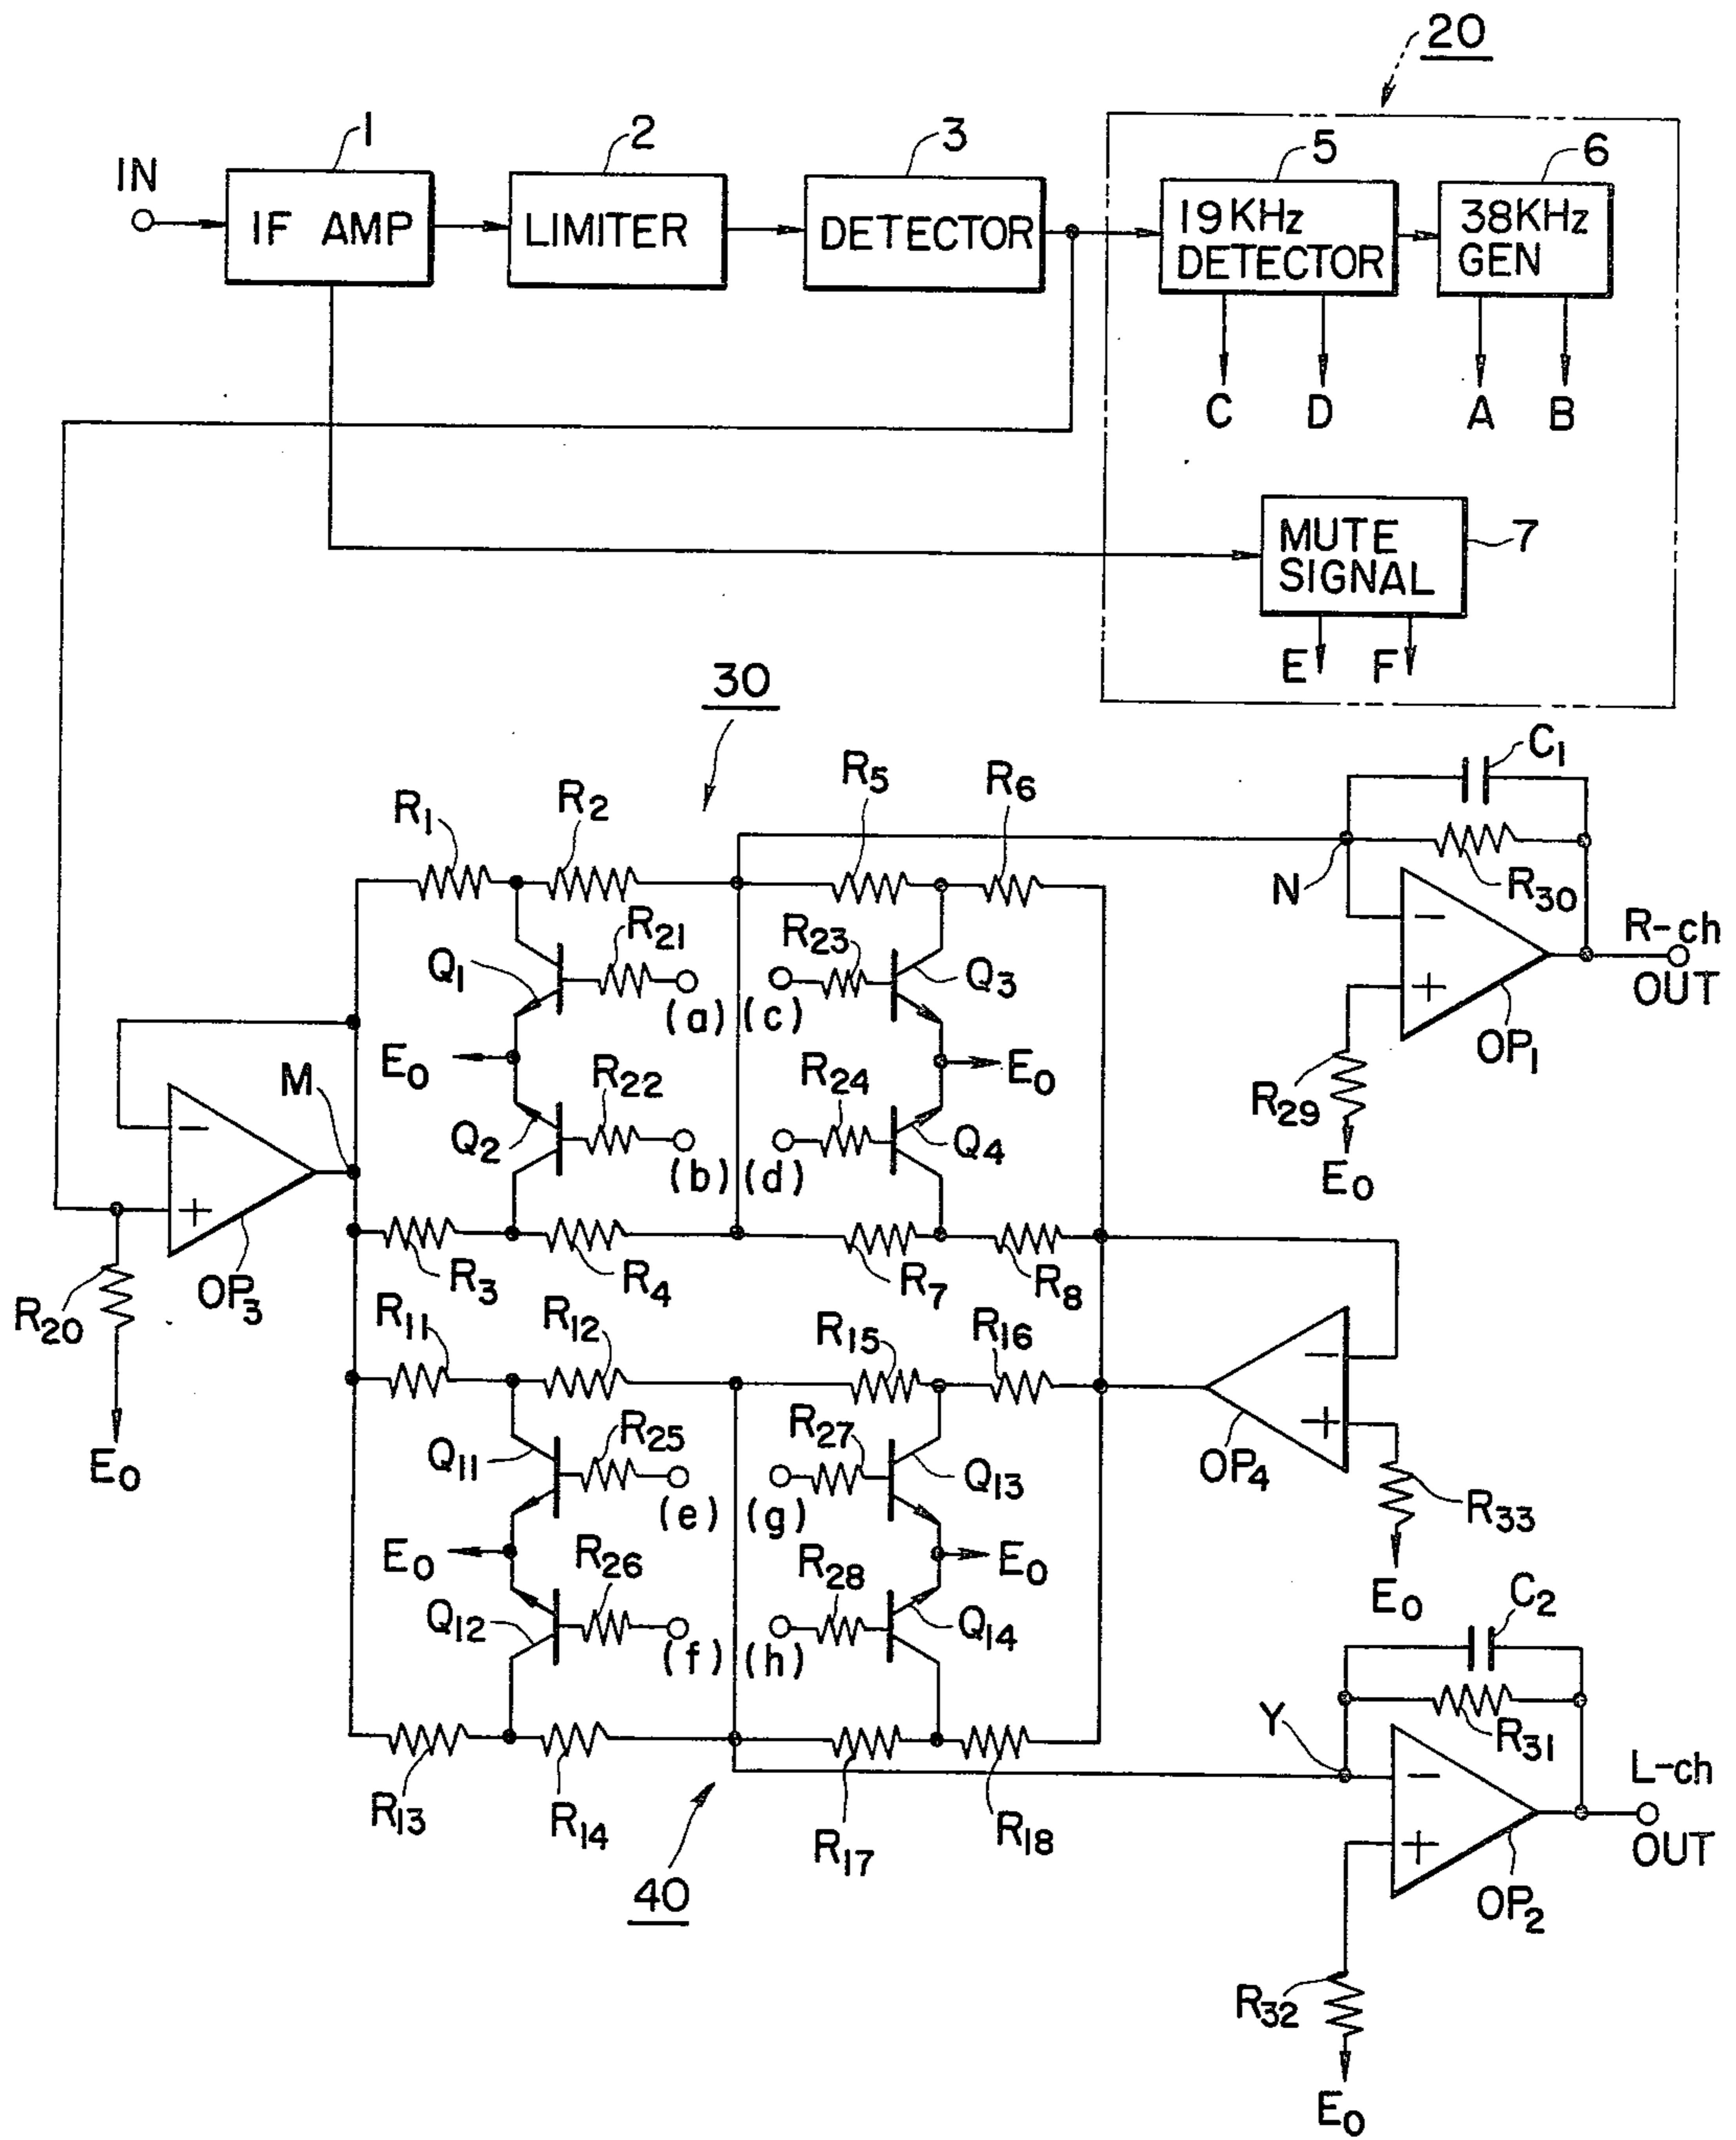 20
1
2
3
5
6
IN
IF AMP
LIMITER
DETECTOR
19KHz
DETECTOR
38KHz
GEN
C
D
A
B
MUTE
SIGNAL
7
E
F
30
C1
R5
R6
R1
R2
N
R30
R-ch
OUT
R21
R23
Q1
Q3
(a)
(c)
OP1
E0
E0
M
R22
R24
R29
Q2
Q4
(b)
(d)
E0
R3
R4
R7
R8
OP3
R20
R11
R12
R15
R16
R25
R27
Q11
Q13
OP4
E0
(e)
(g)
R33
E0
R26
R28
E0
E0
C2
Q12
Q14
(f)
(h)
Y
R31
L-ch
OUT
R13
R14
R17
R18
40
OP2
R32
E0